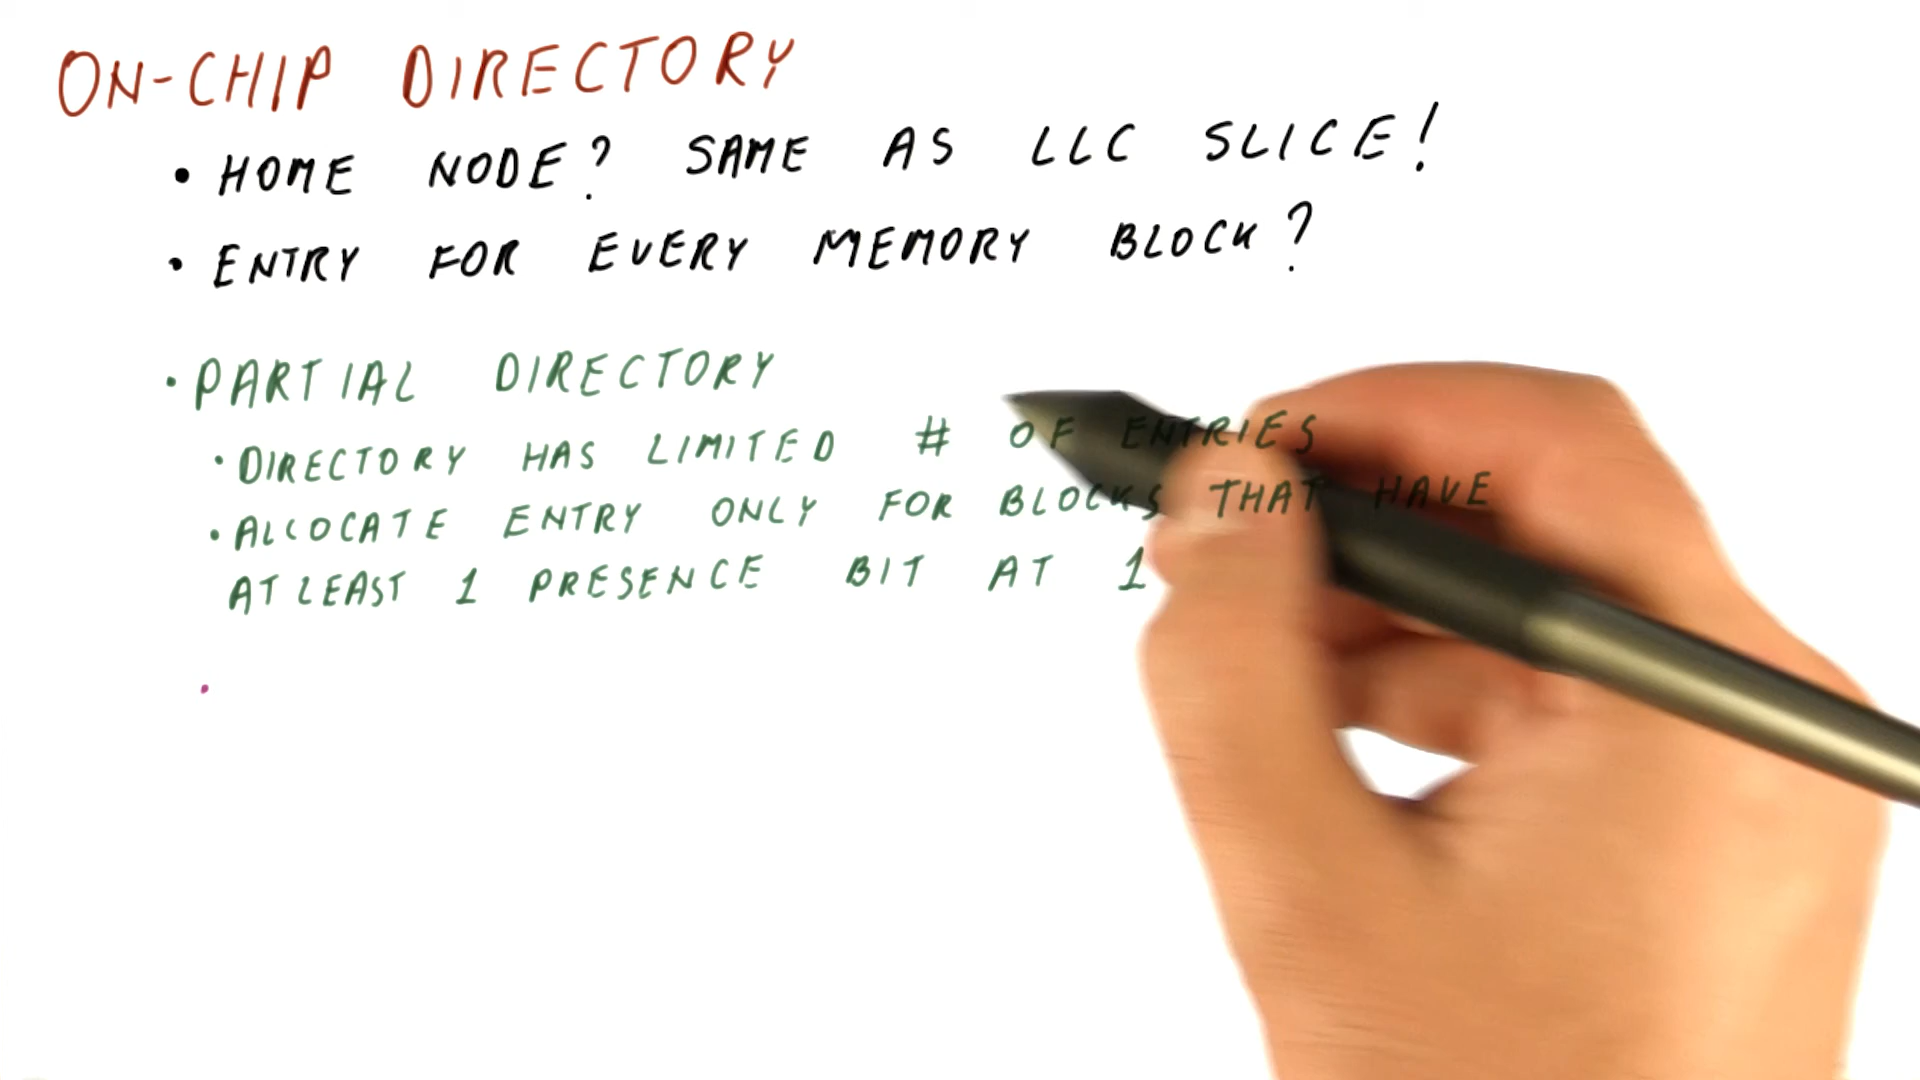 ON-CHIP DIRECTORY
• HOME NODE? SAME AS LLC SLICE!
• ENTRY FOR EVERY MEMORY BLOCK?
• PARTIAL DIRECTORY
• DIRECTORY HAS LIMITED # OF ENTRIES
• ALLOCATE ENTRY ONLY FOR BLOCKS THAT HAVE
AT LEAST 1 PRESENCE BIT AT 1
•